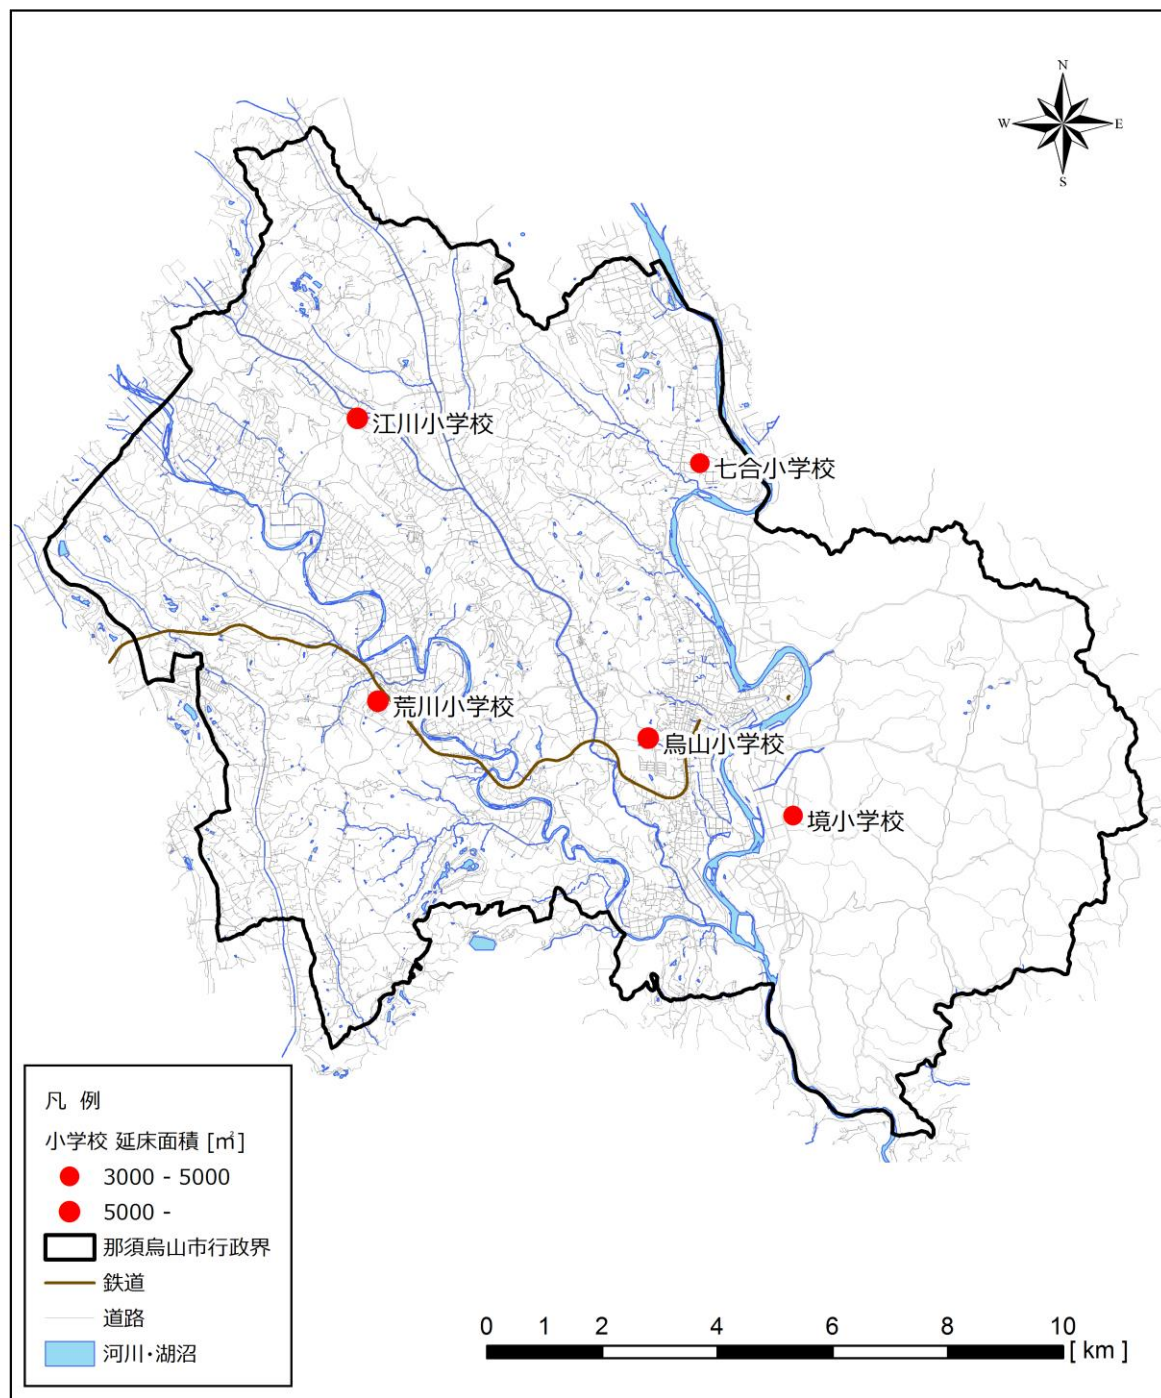 N
W
E
S
江川小学校
七合小学校
荒川小学校
烏山小学校
境小学校
凡 例
小学校 延床面積 [㎡]
3000 - 5000
5000 -
那須烏山市行政界
鉄道
道路
河川・湖沼
0 1 2 4 6 8 10
[ km ]